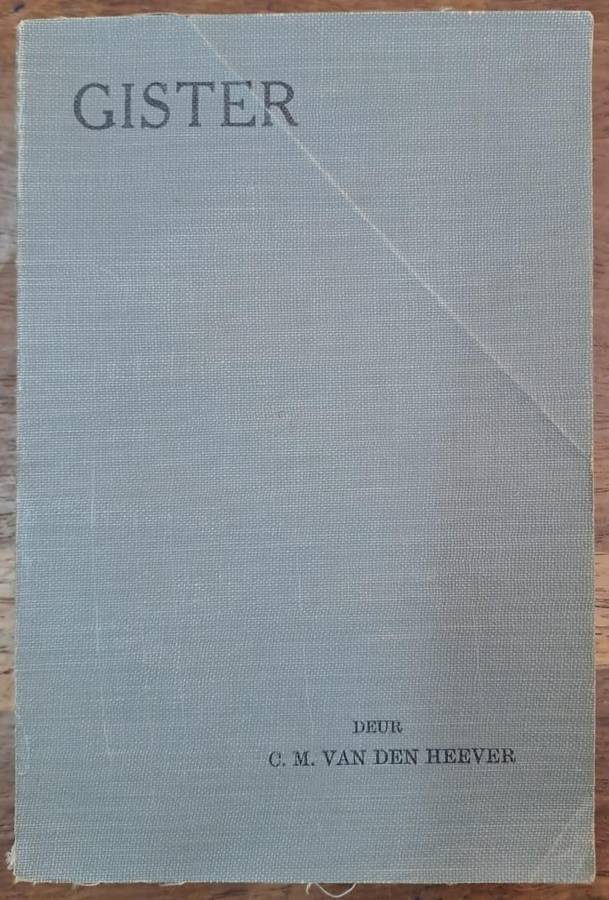 GISTER
DEUR
C. M. VAN DEN HEEVER